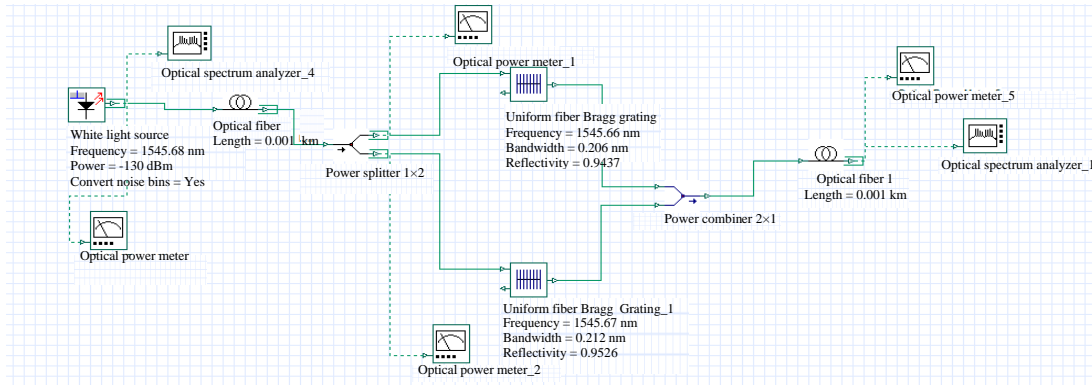 Optical spectrum analyzer_4
Optical power meter_1
White light source
Frequency = 1545.68 nm
Power = -130 dBm
Convert noise bins = Yes
Optical power meter
Optical fiber
Length = 0.001 km
Power splitter 1×2
Uniform fiber Bragg grating
Frequency = 1545.66 nm
Bandwidth = 0.206 nm
Reflectivity = 0.9437
Uniform fiber Bragg Grating_1
Frequency = 1545.67 nm
Bandwidth = 0.212 nm
Reflectivity = 0.9526
Optical power meter_2
Power combiner 2×1
Optical fiber 1
Length = 0.001 km
Optical power meter_5
Optical spectrum analyzer_1